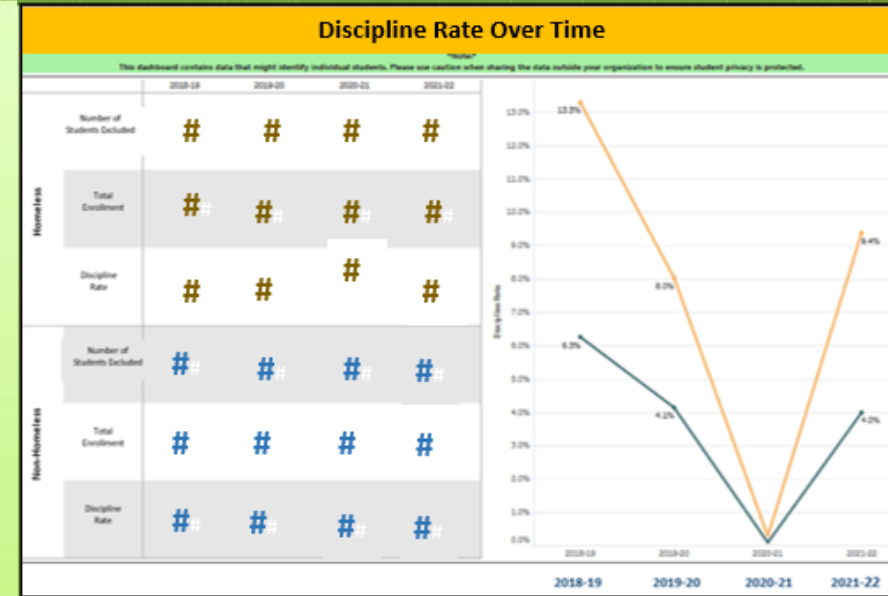 Discipline Rate Over Time
*Note:*
This dashboard contains data that might identify individual students. Please use caution when sharing the data outside your organization to ensure student privacy is protected.
2018-19 2019-20 2020-21 2021-22
Homeless
Number of
Students Excluded
# # # #
Total
Enrollment
## ## ## ##
Discipline
Rate
# # # #
Non-Homeless
Number of
Students Excluded
## ## ## ##
Total
Enrollment
# # # #
Discipline
Rate
## ## ## ##
Discipline Rate
13.0%
12.0%
11.0%
10.0%
9.0%
8.0%
7.0%
6.0%
5.0%
4.0%
3.0%
2.0%
1.0%
0.0%
13.3%
8.0%
9.4%
6.3%
4.1%
4.0%
2018-19 2019-20 2020-21 2021-22
2018-19 2019-20 2020-21 2021-22